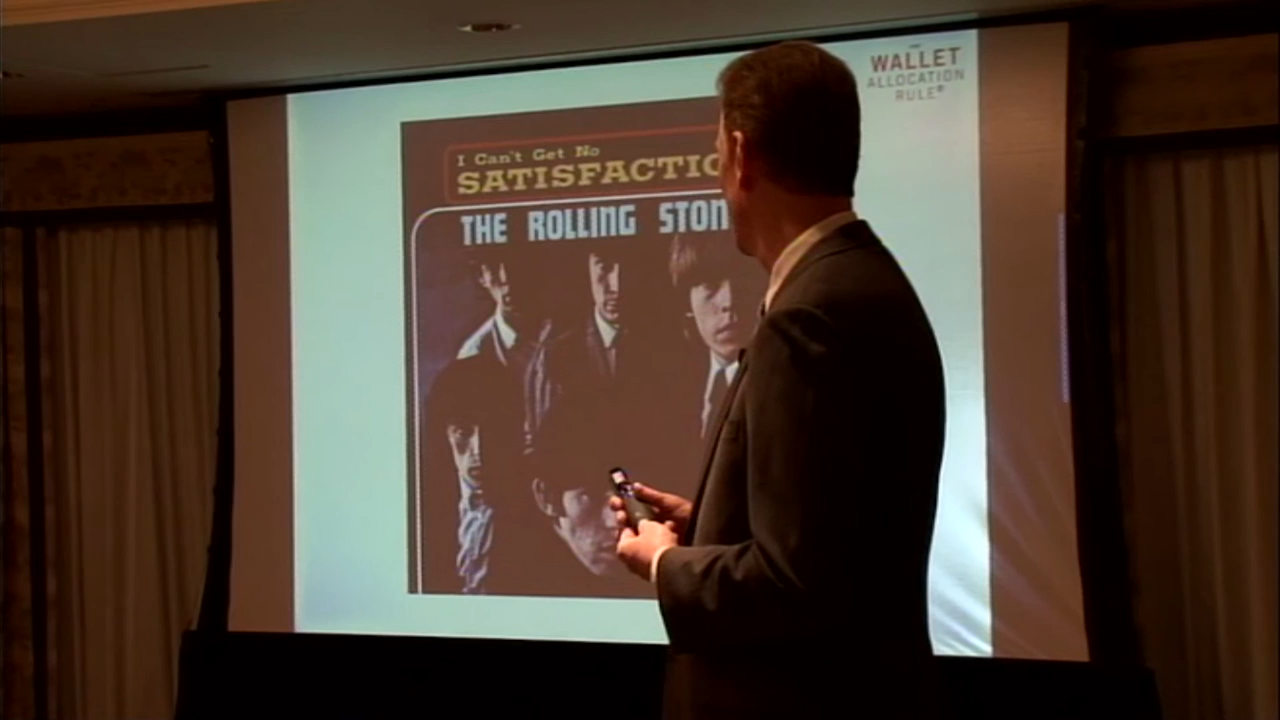 I Can't Get No
SATISFACTIO
THE ROLLING STON
WALLET
ALLOCATION
RULE®